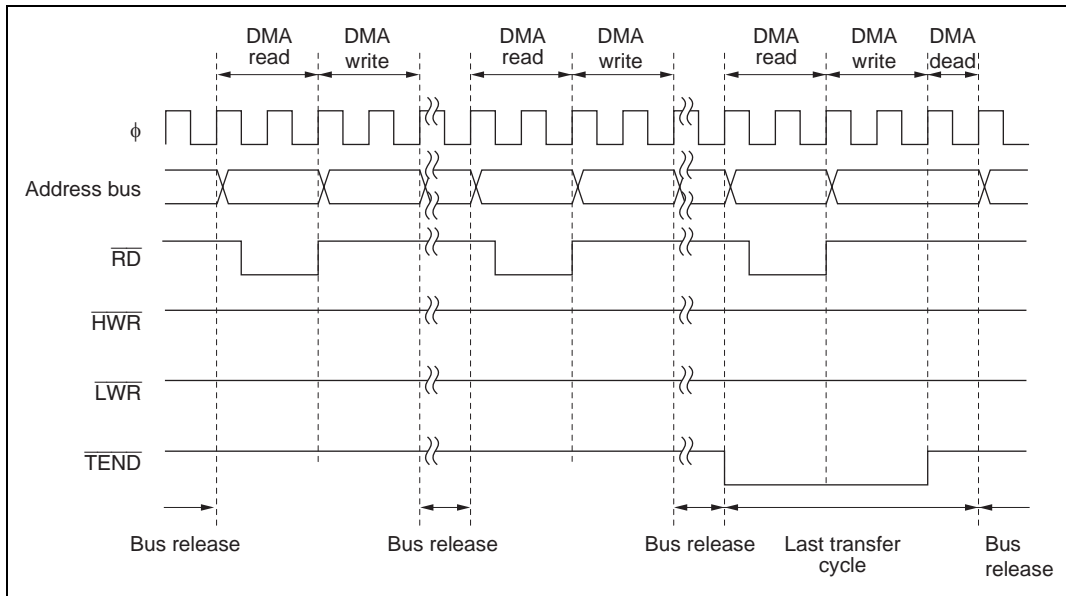 DMA read
DMA write
DMA read
DMA write
DMA read
DMA write
DMA dead
ϕ
Address bus
RD
HWR
LWR
TEND
Bus release
Bus release
Bus release
Last transfer cycle
Bus release